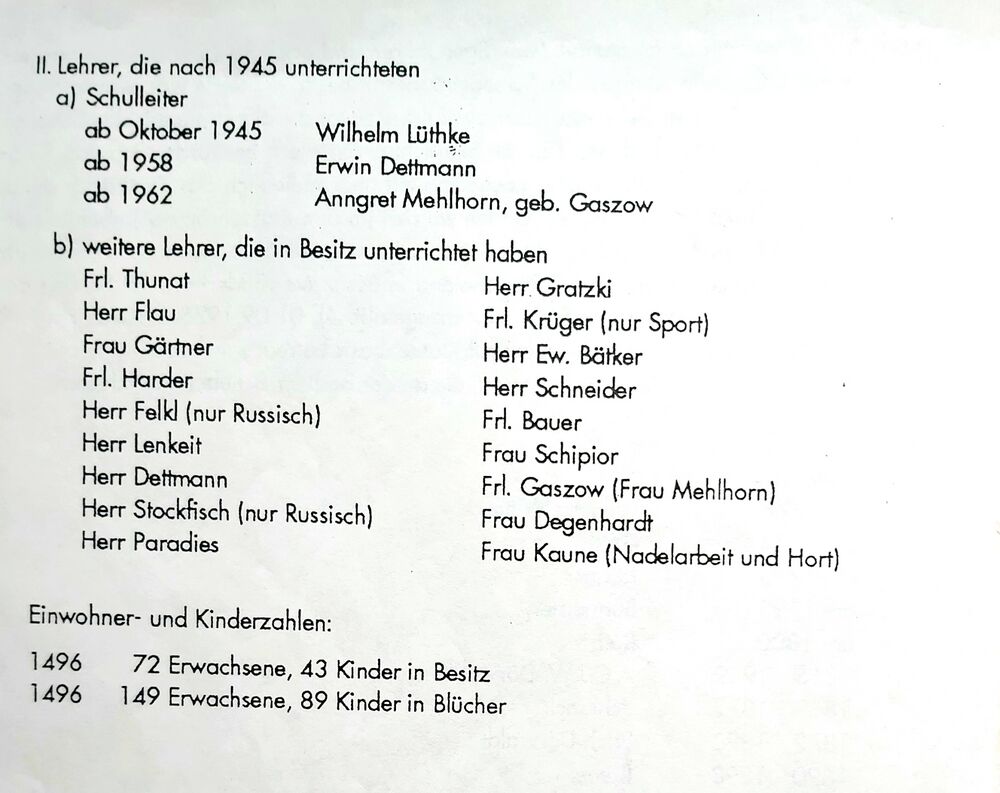 II. Lehrer, die nach 1945 unterrichteten
a) Schulleiter
ab Oktober 1945 Wilhelm Lüthke
ab 1958 Erwin Dettmann
ab 1962 Anngret Mehlhorn, geb. Gaszow
b) weitere Lehrer, die in Besitz unterrichtet haben
Frl. Thunat Herr Gratzki
Herr Flau Frl. Krüger (nur Sport)
Frau Gärtner Herr Ew. Bätker
Frl. Harder Herr Schneider
Herr Felkl (nur Russisch) Frl. Bauer
Herr Lenkeit Frau Schipior
Herr Dettmann Frl. Gaszow (Frau Mehlhorn)
Herr Stockfisch (nur Russisch) Frau Degenhardt
Herr Paradies Frau Kaune (Nadelarbeit und Hort)
Einwohner- und Kinderzahlen:
1496 72 Erwachsene, 43 Kinder in Besitz
1496 149 Erwachsene, 89 Kinder in Blücher